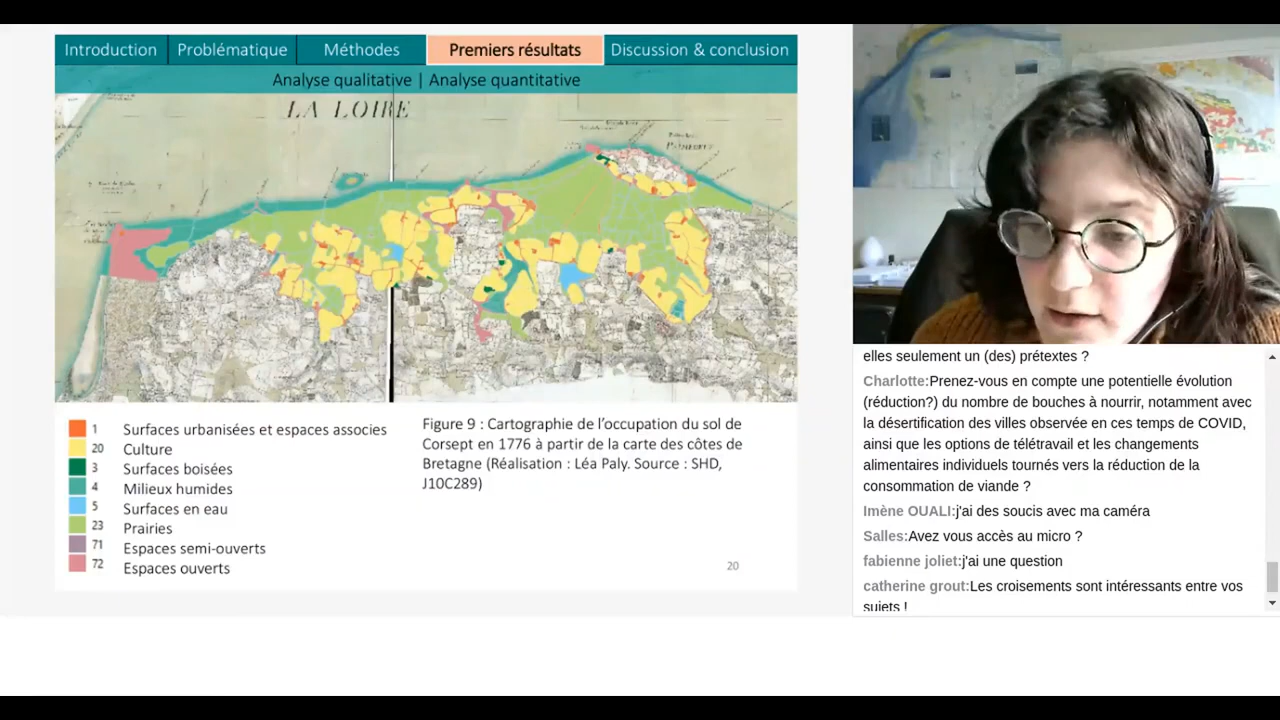 Introduction
Problématique
Méthodes
Premiers résultats
Discussion & conclusion
Analyse qualitative | Analyse quantitative
LA LOIRE
1 Surfaces urbanisées et espaces associes
20 Culture
3 Surfaces boisées
4 Milieux humides
5 Surfaces en eau
23 Prairies
71 Espaces semi-ouverts
72 Espaces ouverts
Figure 9 : Cartographie de l'occupation du sol de
Corsept en 1776 à partir de la carte des côtes de
Bretagne (Réalisation : Léa Paly. Source : SHD,
J10C289)
20
elles seulement un (des) prétextes ?
Charlotte:Prenez-vous en compte une potentielle évolution
(réduction?) du nombre de bouches à nourrir, notamment avec
la désertification des villes observée en ces temps de COVID,
ainsi que les options de télétravail et les changements
alimentaires individuels tournés vers la réduction de la
consommation de viande ?
Imène OUALI:j'ai des soucis avec ma caméra
Salles:Avez vous accès au micro ?
fabienne joliet:j'ai une question
catherine grout:Les croisements sont intéressants entre vos
sujets !